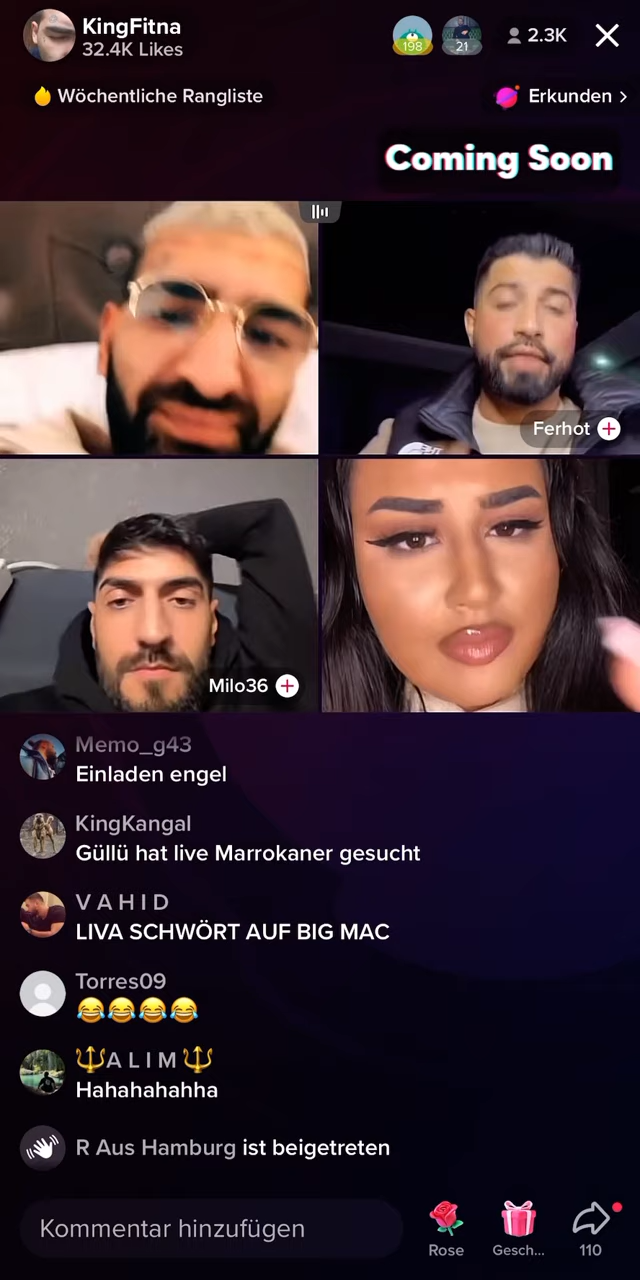 KingFitna
32.4K Likes
198
21
2.3K
Wöchentliche Rangliste
Erkunden >
Coming Soon
Ferhot
Milo36
Memo_g43
Einladen engel
KingKangal
Güllü hat live Marrokaner gesucht
V A H I D
LIVA SCHWÖRT AUF BIG MAC
Torres09
😂😂😂😂
🔱A L I M🔱
Hahahahahha
R Aus Hamburg ist beigetreten
Kommentar hinzufügen
Rose
Gesch...
110